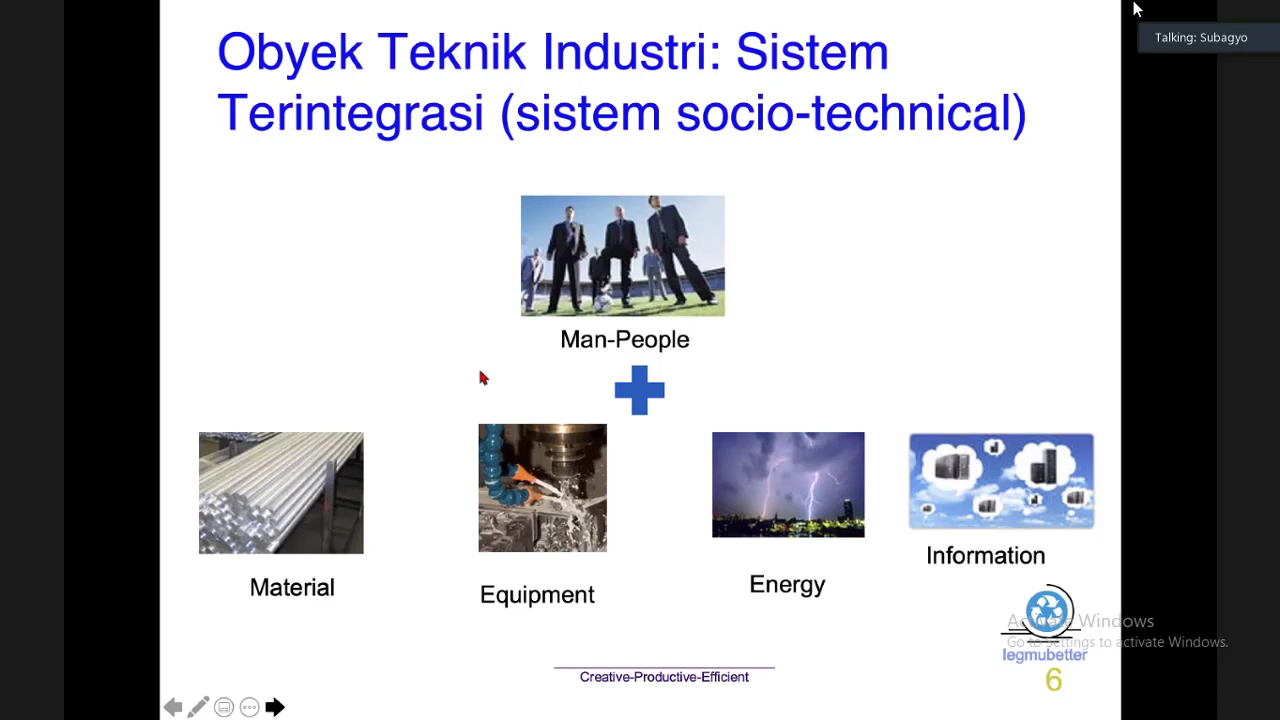 Talking: Subagyo
Obyek Teknik Industri: Sistem
Terintegrasi (sistem socio-technical)
Man-People
Material
Equipment
Energy
Information
Activate Windows
Go to Settings to activate Windows.
legmubetter
Creative-Productive-Efficient
6